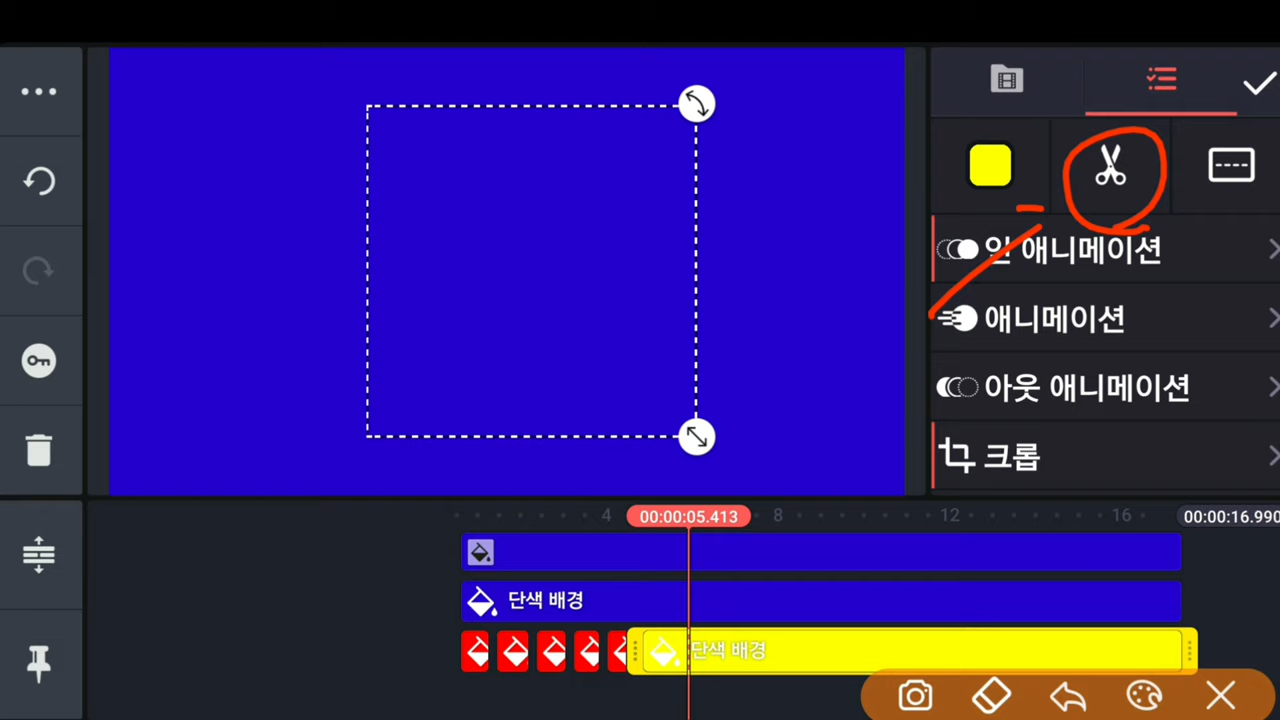 인 애니메이션
애니메이션
아웃 애니메이션
크롭
4
00:00:05.413
8
12
16
00:00:16.990
단색 배경
단색 배경